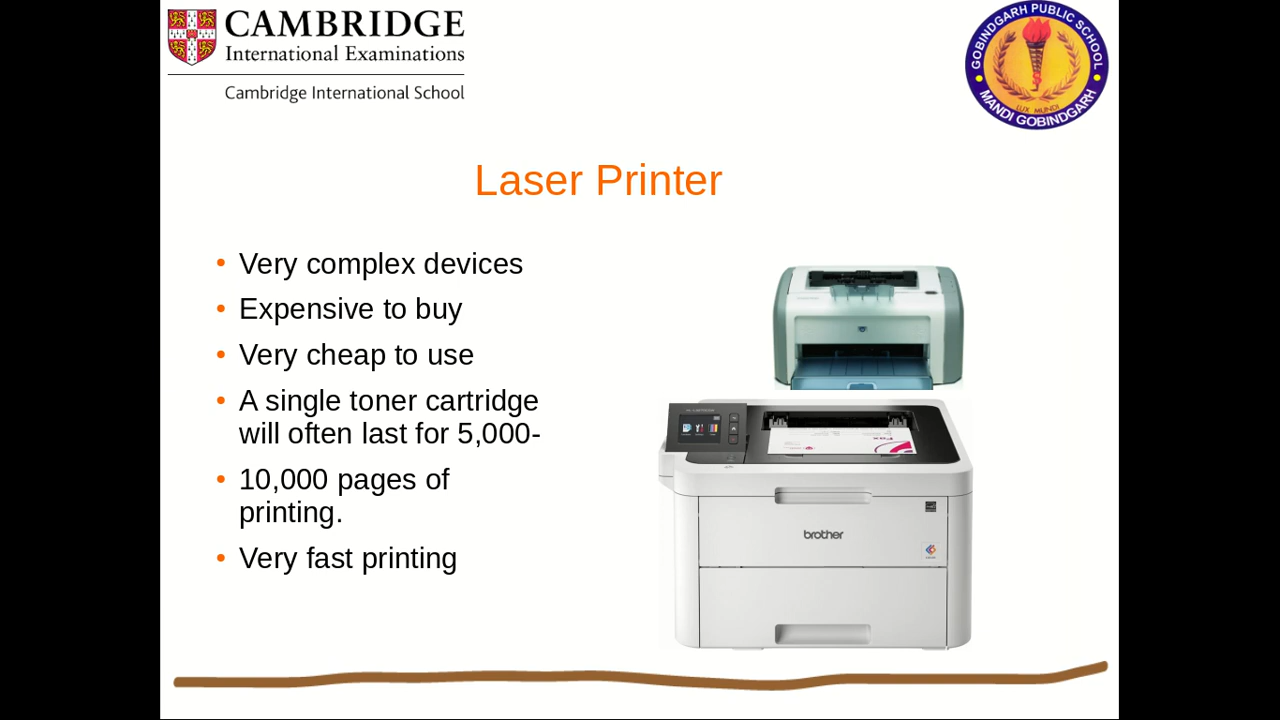 CAMBRIDGE
International Examinations
Cambridge International School
GOBINDGARH PUBLIC SCHOOL
LUX MUNDI
MANDI GOBINDGARH
Laser Printer
• Very complex devices
• Expensive to buy
• Very cheap to use
• A single toner cartridge
will often last for 5,000-
• 10,000 pages of
printing.
• Very fast printing
brother